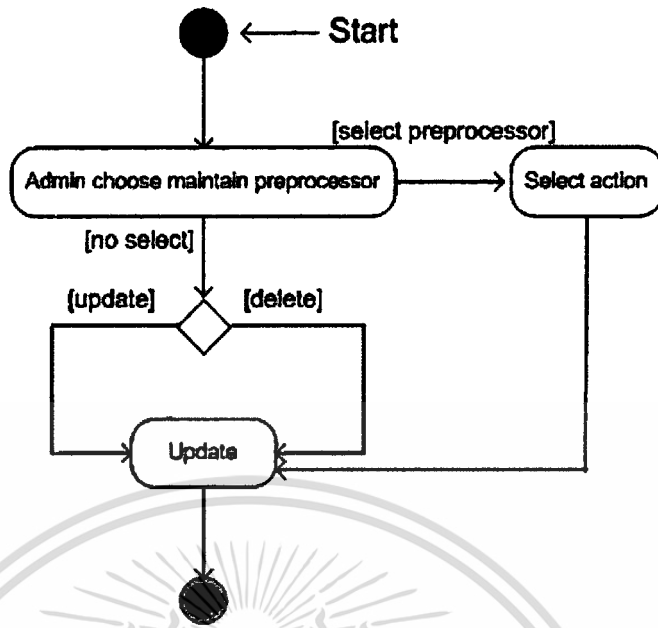 Start
[select preprocessor]
Admin choose maintain preprocessor
Select action
[no select]
[update]
[delete]
Update